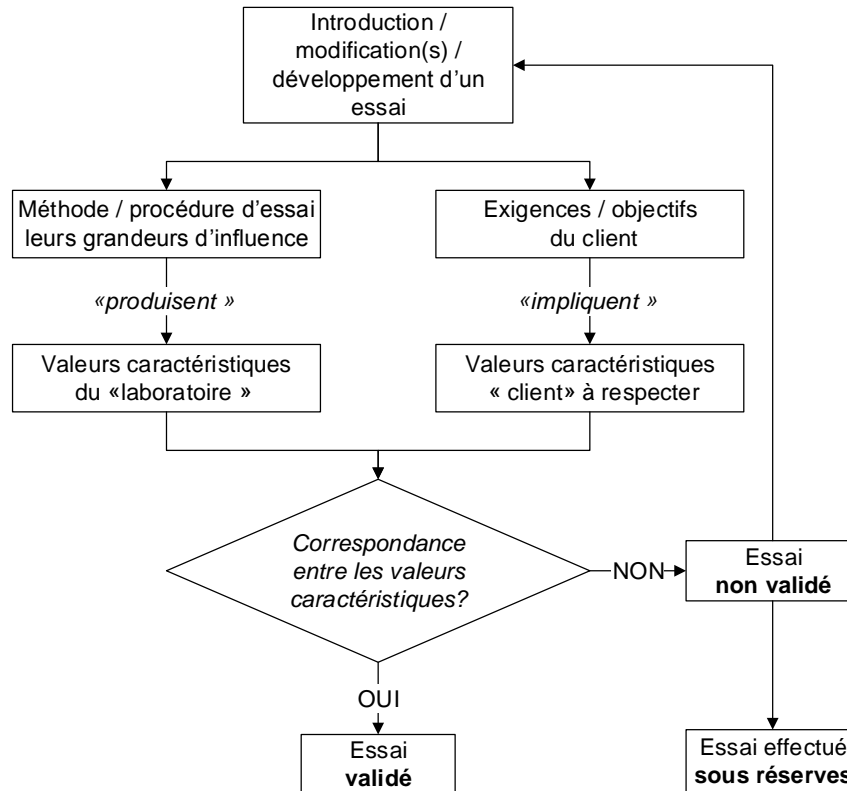 Introduction /
modification(s) /
développement d’un
essai
Méthode / procédure d’essai
leurs grandeurs d’influence
Exigences / objectifs
du client
«produisent »
«impliquent »
Valeurs caractéristiques
du «laboratoire »
Valeurs caractéristiques
« client» à respecter
Correspondance
entre les valeurs
caractéristiques?
NON
Essai
non validé
OUI
Essai
validé
Essai effectué
sous réserves